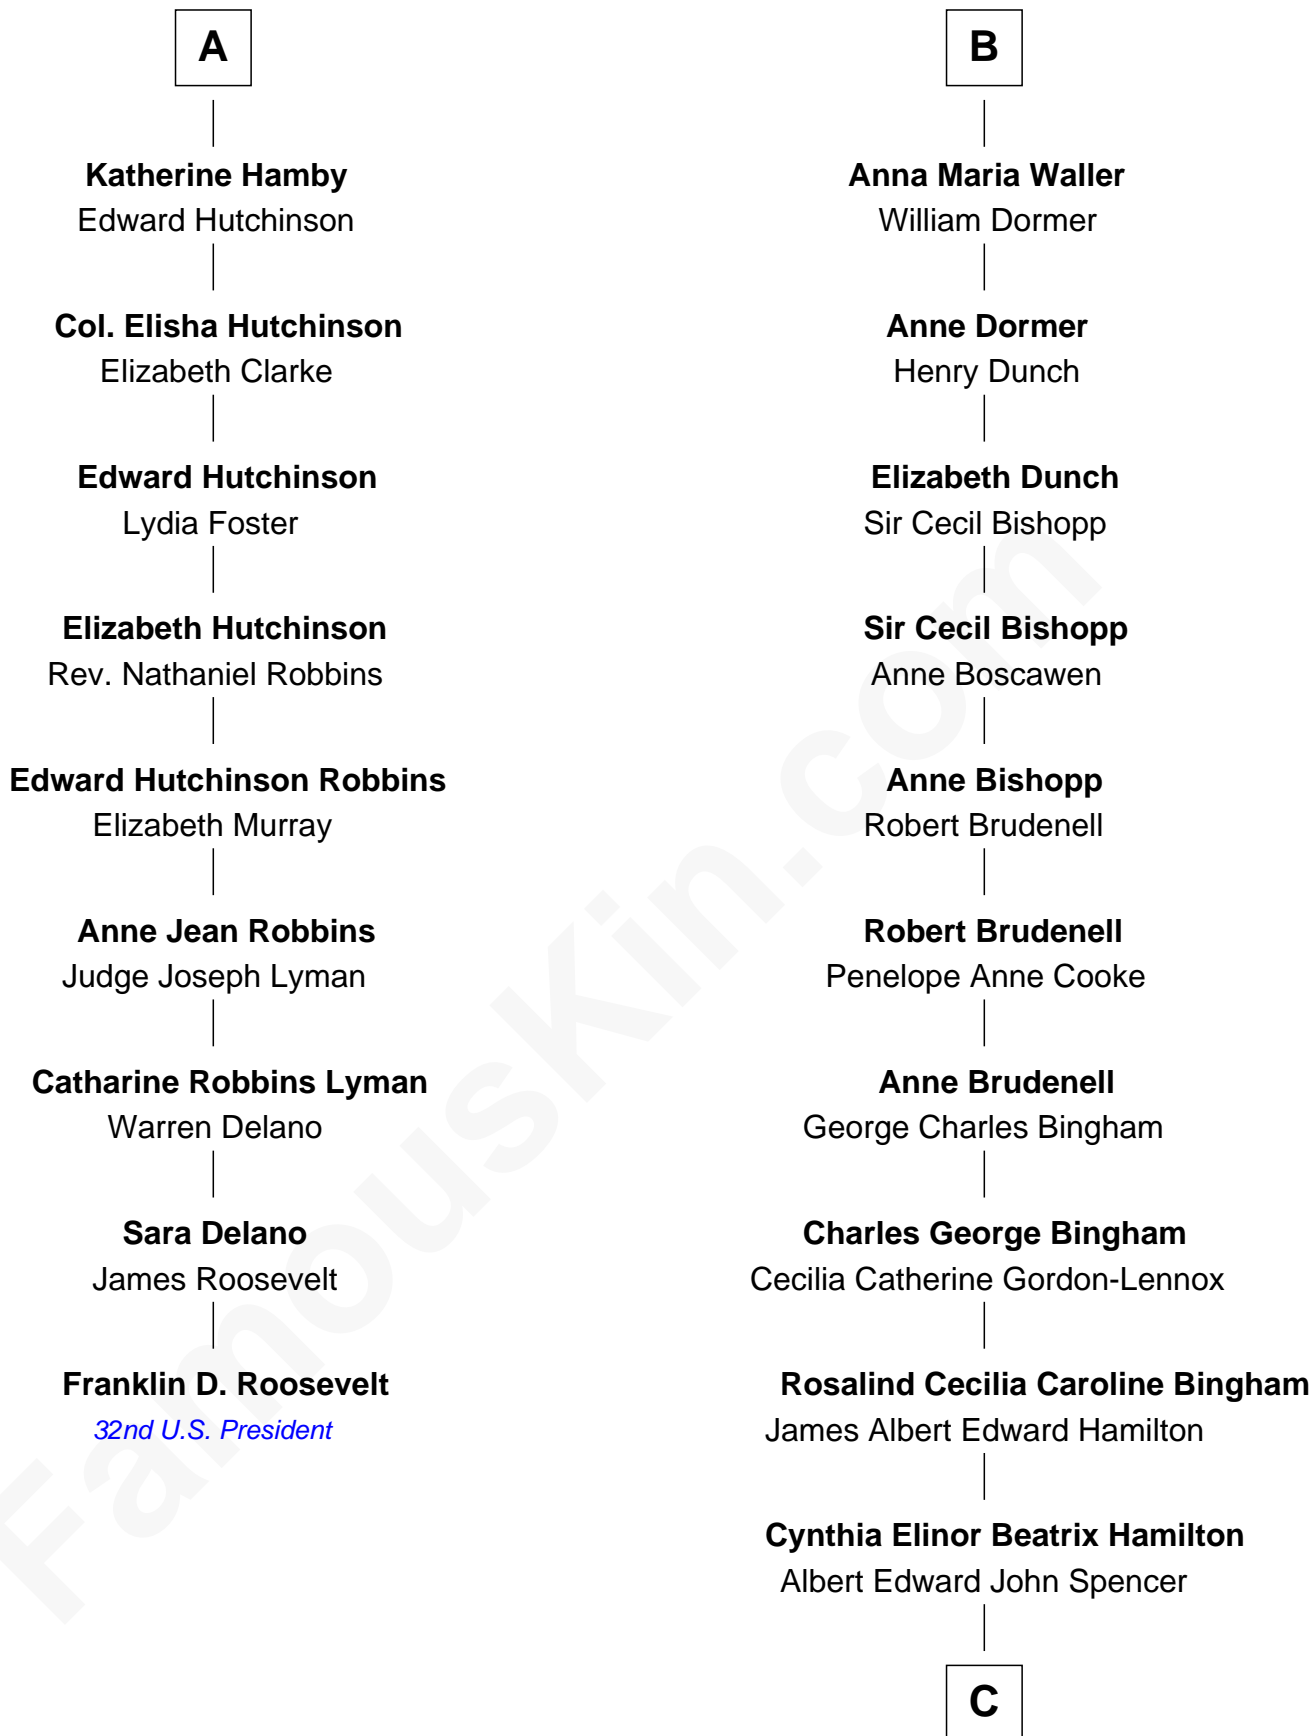 A
Katherine Hamby
Edward Hutchinson
Col. Elisha Hutchinson
Elizabeth Clarke
Edward Hutchinson
Lydia Foster
Elizabeth Hutchinson
Rev. Nathaniel Robbins
Edward Hutchinson Robbins
Elizabeth Murray
Anne Jean Robbins
Judge Joseph Lyman
Catharine Robbins Lyman
Warren Delano
Sara Delano
James Roosevelt
Franklin D. Roosevelt
32nd U.S. President
B
Anna Maria Waller
William Dormer
Anne Dormer
Henry Dunch
Elizabeth Dunch
Sir Cecil Bishopp
Sir Cecil Bishopp
Anne Boscawen
Anne Bishopp
Robert Brudenell
Robert Brudenell
Penelope Anne Cooke
Anne Brudenell
George Charles Bingham
Charles George Bingham
Cecilia Catherine Gordon-Lennox
Rosalind Cecilia Caroline Bingham
James Albert Edward Hamilton
Cynthia Elinor Beatrix Hamilton
Albert Edward John Spencer
C
FamousKin.com